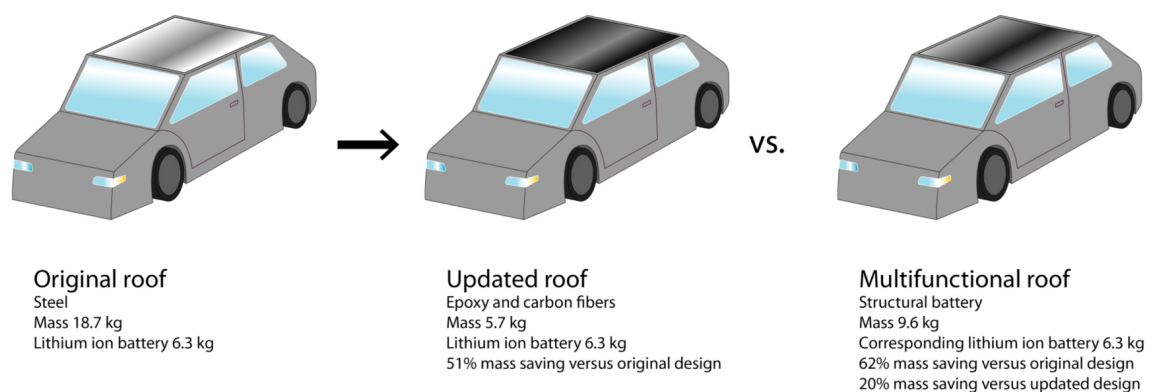 vs.
Original roof
Steel
Mass 18.7 kg
Lithium ion battery 6.3 kg
Updated roof
Epoxy and carbon fibers
Mass 5.7 kg
Lithium ion battery 6.3 kg
51% mass saving versus original design
Multifunctional roof
Structural battery
Mass 9.6 kg
Corresponding lithium ion battery 6.3 kg
62% mass saving versus original design
20% mass saving versus updated design